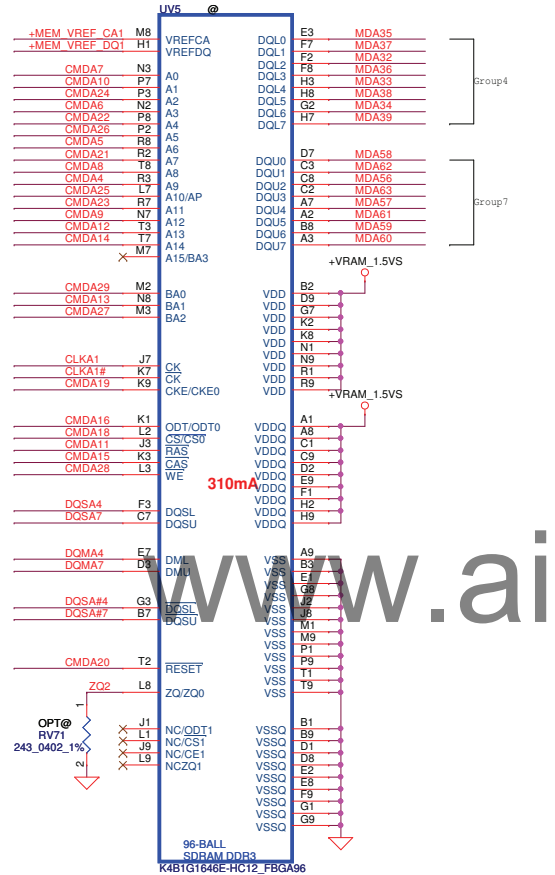 UV5 @
+MEM_VREF_CA1 M8 VREFCA DQL0 E3 MDA35
+MEM_VREF_DQ1 H1 VREFDQ DQL1 F7 MDA37
DQL2 F2 MDA32
CMDA7 N3 A0 DQL3 F8 MDA36
CMDA10 P7 A1 DQL4 H3 MDA33 Group4
CMDA24 P3 A2 DQL5 H8 MDA38
CMDA6 N2 A3 DQL6 G2 MDA34
CMDA22 P8 A4 DQL7 H7 MDA39
CMDA26 P2 A5
CMDA5 R8 A6
CMDA21 R2 A7 DQU0 D7 MDA58
CMDA8 T8 A8 DQU1 C3 MDA62
CMDA4 R3 A9 DQU2 C8 MDA56
CMDA25 L7 A10/AP DQU3 C2 MDA63
CMDA23 R7 A11 DQU4 A7 MDA57 Group7
CMDA9 N7 A12 DQU5 A2 MDA61
CMDA12 T3 A13 DQU6 B8 MDA59
CMDA14 T7 A14 DQU7 A3 MDA60
M7 A15/BA3
+VRAM_1.5VS
CMDA29 M2 BA0 VDD B2
CMDA13 N8 BA1 VDD D9
CMDA27 M3 BA2 VDD G7
VDD K2
VDD K8
VDD N1
CLKA1 J7 CK VDD N9
CLKA1# K7 CK VDD R1
CMDA19 K9 CKE/CKE0 VDD R9
+VRAM_1.5VS
CMDA16 K1 ODT/ODT0 VDDQ A1
CMDA18 L2 CS/CS0 VDDQ A8
CMDA11 J3 RAS VDDQ C1
CMDA15 K3 CAS VDDQ C9
CMDA28 L3 WE VDDQ D2
310mA VDDQ E9
VDDQ F1
DQSA4 F3 DQSL VDDQ H2
DQSA7 C7 DQSU VDDQ H9
DQMA4 E7 DML VSS A9
DQMA7 D3 DMU VSS B3
www.ai
VSS E1
VSS G8
DQSA#4 G3 DQSL VSS J2
DQSA#7 B7 DQSU VSS J8
VSS M1
VSS M9
VSS P1
CMDA20 T2 RESET VSS P9
VSS T1
ZQ2 L8 ZQ/ZQ0 VSS T9
1
OPT@
RV71
243_0402_1%
2
J1 NC/ODT1 VSSQ B1
L1 NC/CS1 VSSQ B9
J9 NC/CE1 VSSQ D1
L9 NCZQ1 VSSQ D8
VSSQ E2
VSSQ E8
VSSQ F9
VSSQ G1
VSSQ G9
96-BALL
SDRAM DDR3
K4B1G1646E-HC12_FBGA96